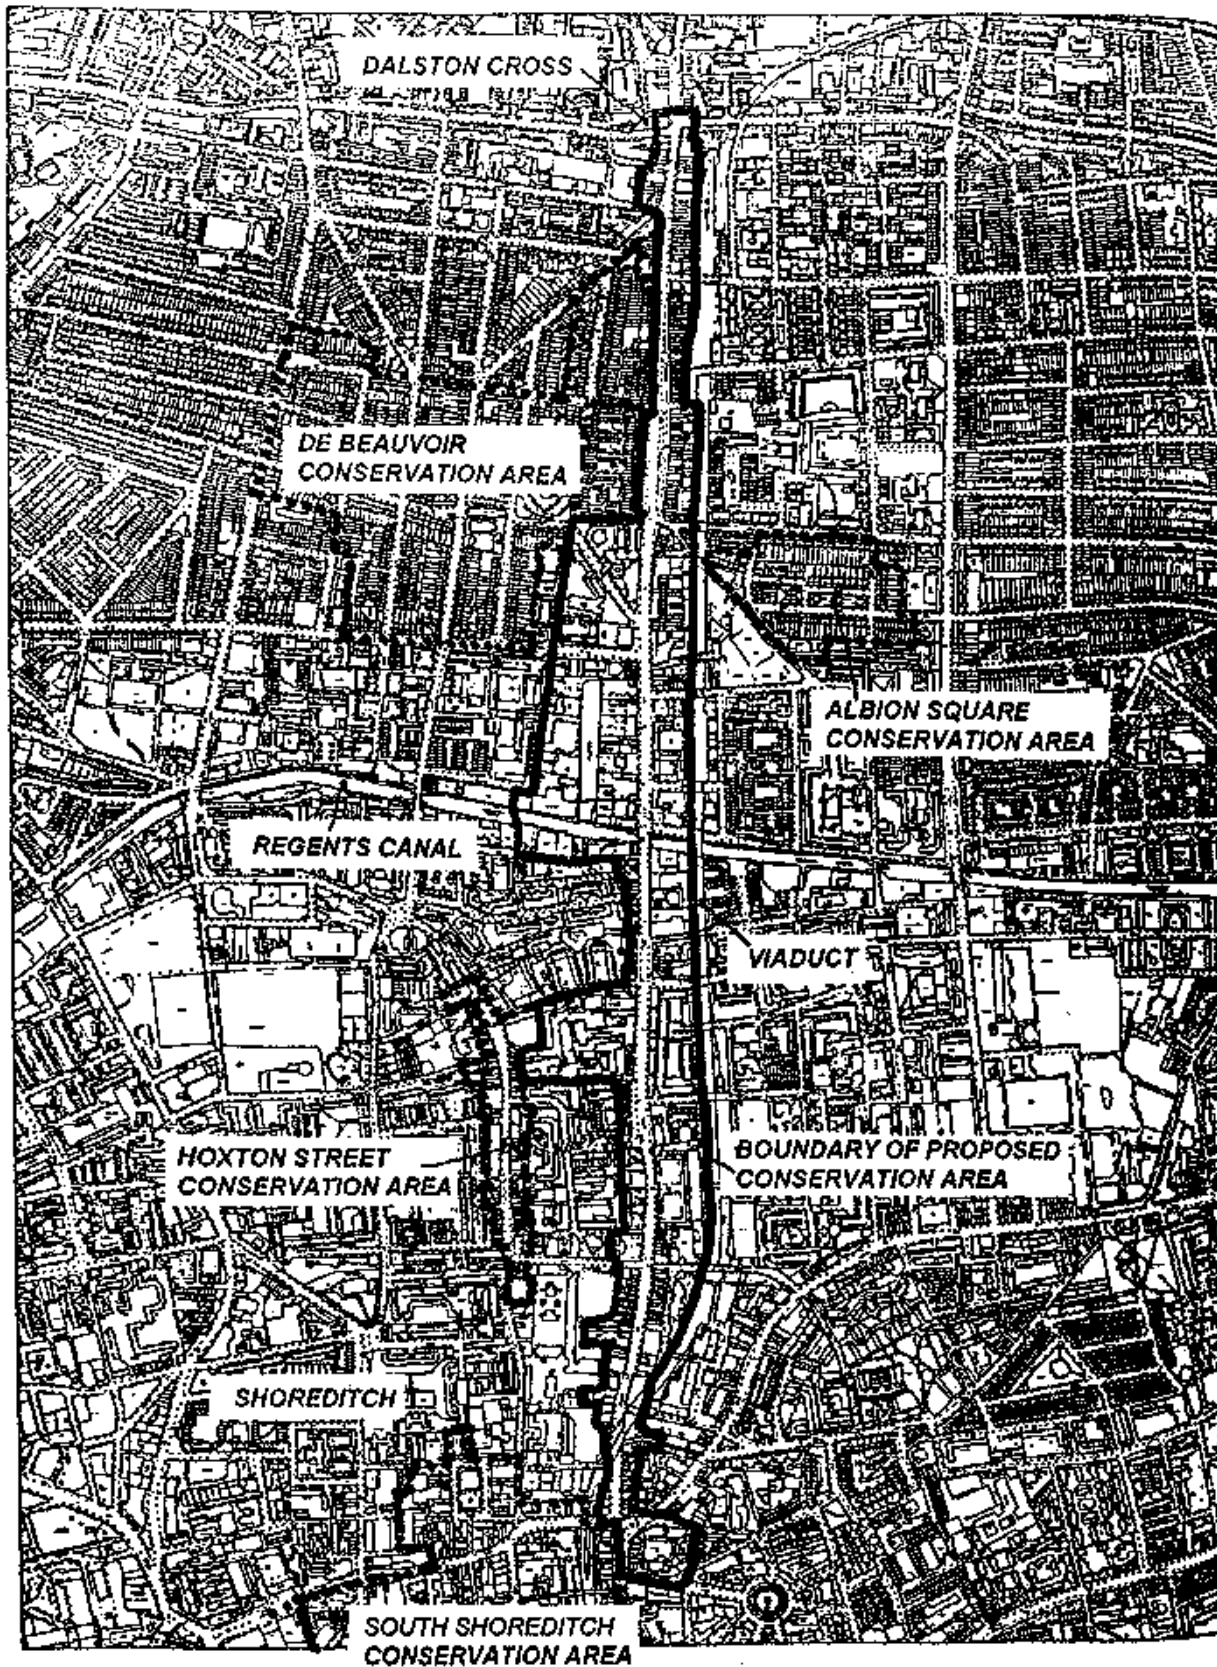 DALSTON CROSS
DE BEAUVOIR
CONSERVATION AREA
ALBION SQUARE
CONSERVATION AREA
REGENTS CANAL
VIADUCT
HOXTON STREET
CONSERVATION AREA
BOUNDARY OF PROPOSED
CONSERVATION AREA
SHOREDITCH
SOUTH SHOREDITCH
CONSERVATION AREA